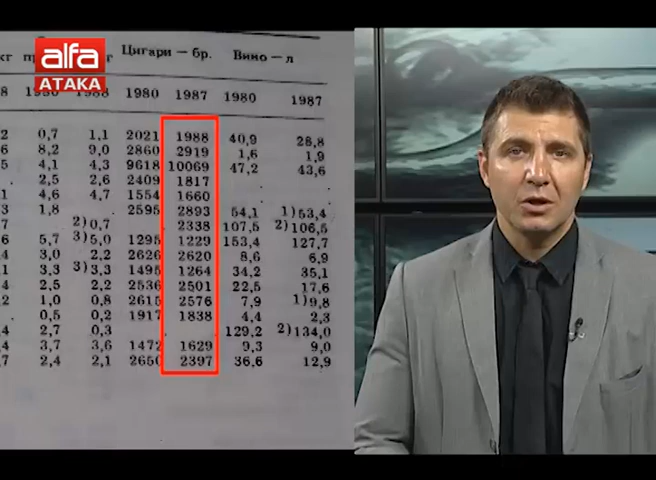 alfa
ATAKA
Цигари — бр. Вино — л
1980 1988 1980 1987 1980 1987
2 0,7 1,1 2021 1988 40,9 28,8
6 8,2 9,0 2860 2919 1,6 1,9
5 4,1 4,3 9618 10069 47,2 43,6
2,5 2,6 2409 1817
1 4,6 4,7 1554 1660
3 1,8 2595 2893 54,1 1)53,4
7 2)0,7 2338 107,5 2)106,5
6 5,7 3)5,0 1295 1229 153,4 127,7
4 3,0 2,2 2626 2620 8,6 6,9
1 3,3 3)3,3 1495 1264 34,2 35,1
4 2,5 2,2 2536 2501 22,5 17,6
2 1,0 0,8 2615 2576 7,9 1)9,8
0,5 0,2 1917 1838 4,4 2,3
4 2,7 0,3 129,2 2)134,0
4 3,7 3,6 1472 1629 9,3 9,0
7 2,4 2,1 2650 2397 36,6 12,9